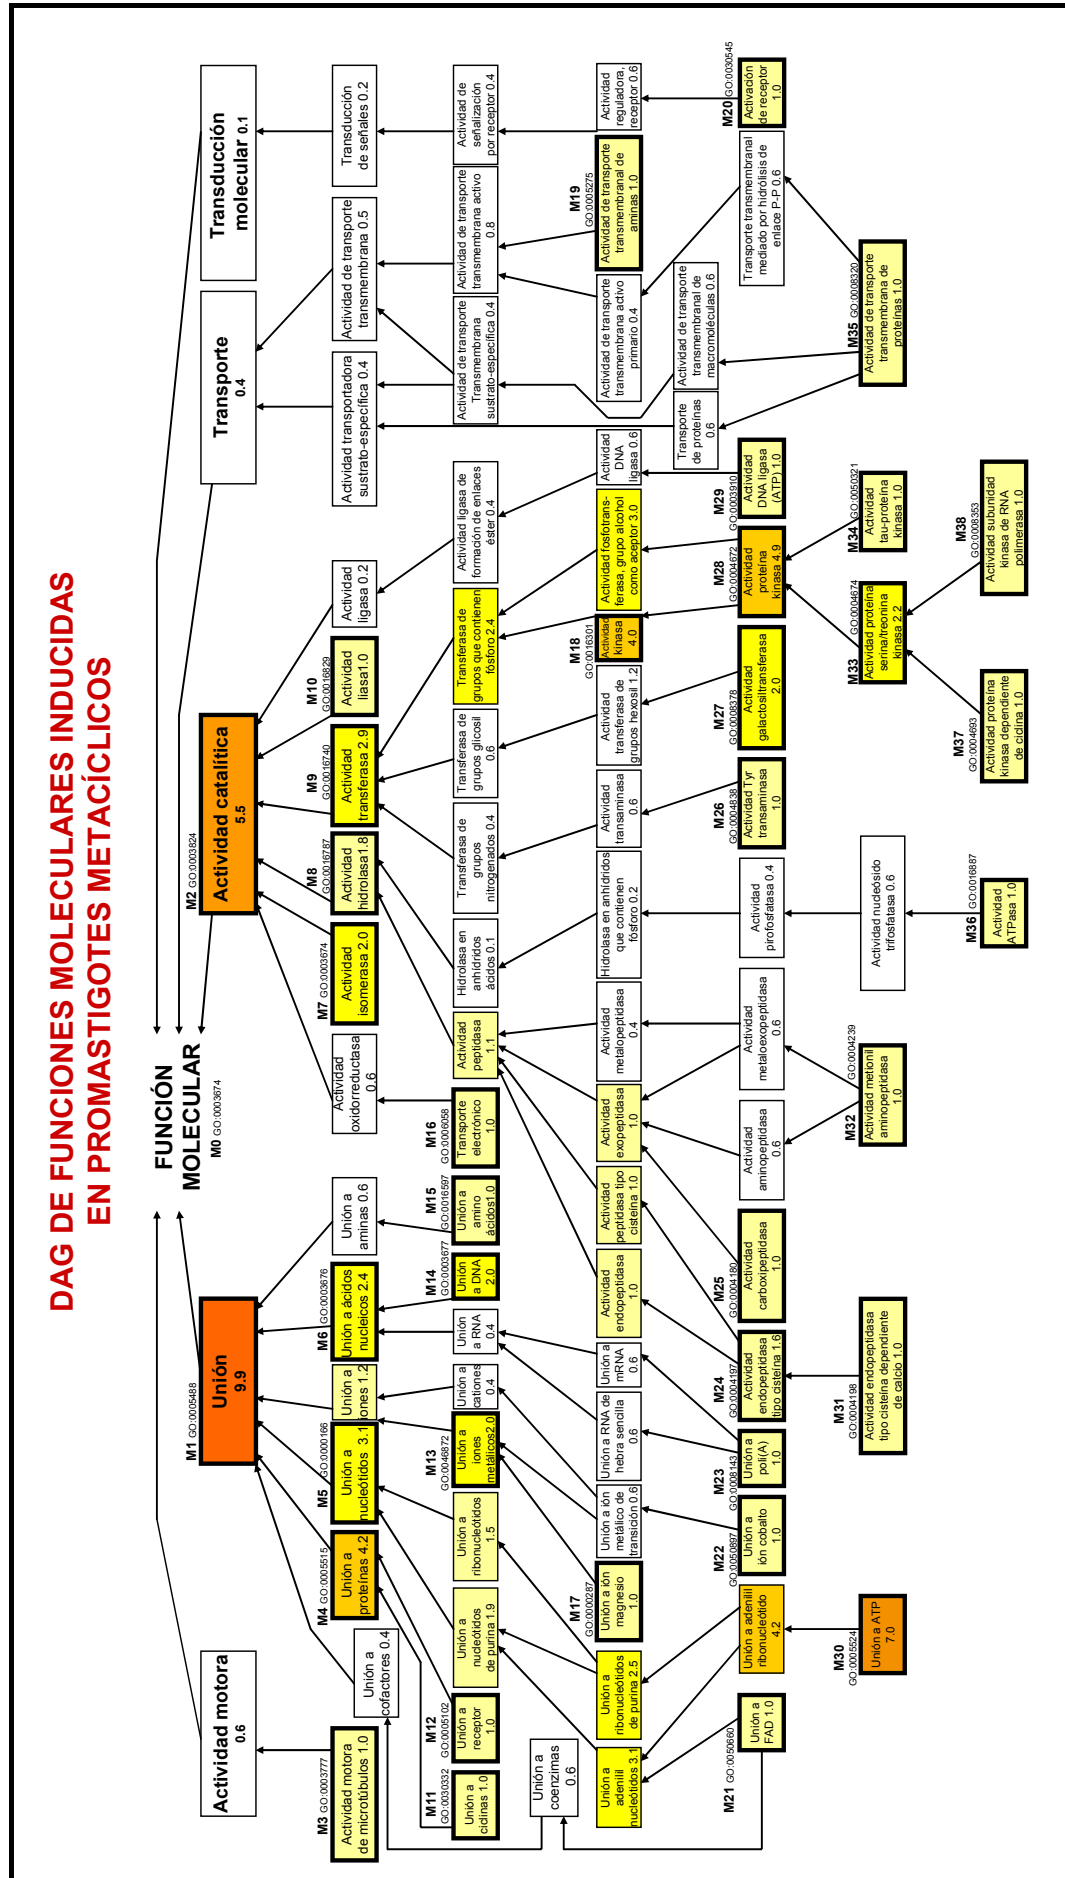 DAG DE FUNCIONES MOLECULARES INDUCIDAS
EN PROMASTIGOTES METACÍCLICOS
FUNCIÓN
MOLECULAR
M0 GO:0003674
Actividad motora
0.6
M1 GO:0005488
Unión
9.9
M2 GO:0003824
Actividad catalítica
5.5
Transporte
0.4
Transducción
molecular 0.1
M3 GO:0003777
Actividad motora
de microtúbulos 1.0
Unión a
cofactores 0.4
M4 GO:0005515
Unión a
proteínas 4.2
M5 GO:0000166
Unión a
nucleótidos 3.1
Unión a
iones 1.2
M6 GO:0003676
Unión a ácidos
nucleicos 2.4
Unión a
aminas 0.6
Actividad
oxidorreductasa
0.6
M7 GO:0003674
Actividad
isomerasa 2.0
M8 GO:0016787
Actividad
hidrolasa1.8
M9 GO:0016740
Actividad
transferasa 2.9
M10 GO:0016829
Actividad
liasa1.0
Actividad
ligasa 0.2
Actividad transportadora
sustrato-específica 0.4
Actividad de transporte
transmembrana 0.5
Transducción
de señales 0.2
M11 GO:0030332
Unión a
ciclinas 1.0
M12 GO:0005102
Unión a
receptor
1.0
Unión a
nucleótidos
de purina 1.9
Unión a
ribonucleótidos
1.5
M13 GO:0046872
Unión a
iones
metálicos2.0
Unión a
cationes
0.4
Unión
a RNA
0.4
M14 GO:0003677
Unión
a DNA
2.0
M15 GO:0016597
Unión a
amino
ácidos1.0
M16 GO:0006058
Transporte
electrónico
1.0
Actividad
peptidasa
1.1
Hidrolasa en
anhídridos
ácidos 0.1
Transferasa de
grupos
nitrogenados 0.4
Transferasa de
grupos glicosil
0.6
Transferasa de
grupos que contienen
fósforo 2.4
Actividad ligasa de
formación de enlaces
éster 0.4
Actividad de transporte
Transmembrana
sustrato-específica 0.4
Actividad de transporte
transmembrana activo
0.8
Actividad de
señalización
por receptor 0.4
Unión a
coenzimas
0.6
Unión a
adenilil
nucleótidos 3.1
Unión a
ribonucleótidos
de purina 2.5
M17 GO:0000287
Unión a ión
magnesio
1.0
Unión a ión
metálico de
transición 0.6
Unión a RNA de
hebra sencilla
0.6
Unión a
mRNA
0.6
Actividad
endopeptidasa
1.0
Actividad
peptidasa tipo
cisteína 1.0
Actividad
exopeptidasa
1.0
Actividad
metalopeptidasa
0.4
Hidrolasa en anhídridos
que contienen
fósforo 0.2
Actividad
transaminasa
0.6
Actividad
transferasa de
grupos hexosil 1.2
M18 GO:0016301
Actividad
kinasa
4.0
Actividad fosfotrans-
ferasa, grupo alcohol
como aceptor 3.0
Actividad
DNA
ligasa 0.6
Transporte
de proteínas
0.6
Actividad de transporte
transmembranal de
macromoléculas 0.6
Actividad de transporte
transmembrana activo
primario 0.4
M19 GO:0005275
Actividad de transporte
transmembranal de
aminas 1.0
Actividad
reguladora,
receptor 0.6
M21 GO:0050660
Unión a
FAD 1.0
Unión a adenilil
ribonucleótido
4.2
M22 GO:0050897
Unión a
ión cobalto
1.0
M23 GO:0008143
Unión a
poli(A)
1.0
M24 GO:0004197
Actividad
endopeptidasa
tipo cisteína 1.6
M25 GO:0004180
Actividad
carboxipeptidasa
1.0
Actividad
aminopeptidasa
0.6
Actividad
metaloexopeptidasa
0.6
Actividad
pirofosfatasa 0.4
M26 GO:0004838
Actividad Tyr
transaminasa
1.0
M27 GO:0008378
Actividad
galactositransferasa
2.0
M28 GO:0004672
Actividad
proteína
kinasa 4.9
M29 GO:0003910
Actividad
DNA ligasa
(ATP) 1.0
Transporte transmembranal
mediado por hidrólisis de
enlace P-P 0.6
M20 GO:0030545
Activación
de receptor
1.0
M30 GO:0005524
Unión a ATP
7.0
M31 GO:0004198
Actividad endopeptidasa
tipo cisteína dependiente
de calcio 1.0
M32 GO:0004239
Actividad metionil
aminopeptidasa
1.0
Actividad nudeósido
trifosfatasa 0.6
M33 GO:0004674
Actividad proteína
serina/treonina
kinasa 2.2
M34 GO:0050321
Actividad
tau-proteína
kinasa 1.0
M35 GO:0008320
Actividad de transporte
transmembrana de
proteínas 1.0
M36 GO:0016887
Actividad
ATPasa 1.0
M37 GO:0004693
Actividad proteína
kinasa dependiente
de ciclina 1.0
M38 GO:0008353
Actividad subunidad
kinasa de RNA
polimerasa 1.0